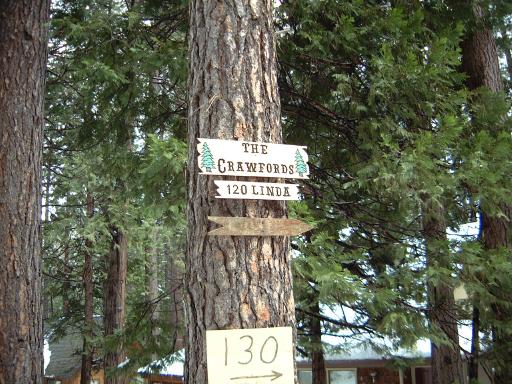 THE
CRAWFORDS
120 LINDA
130